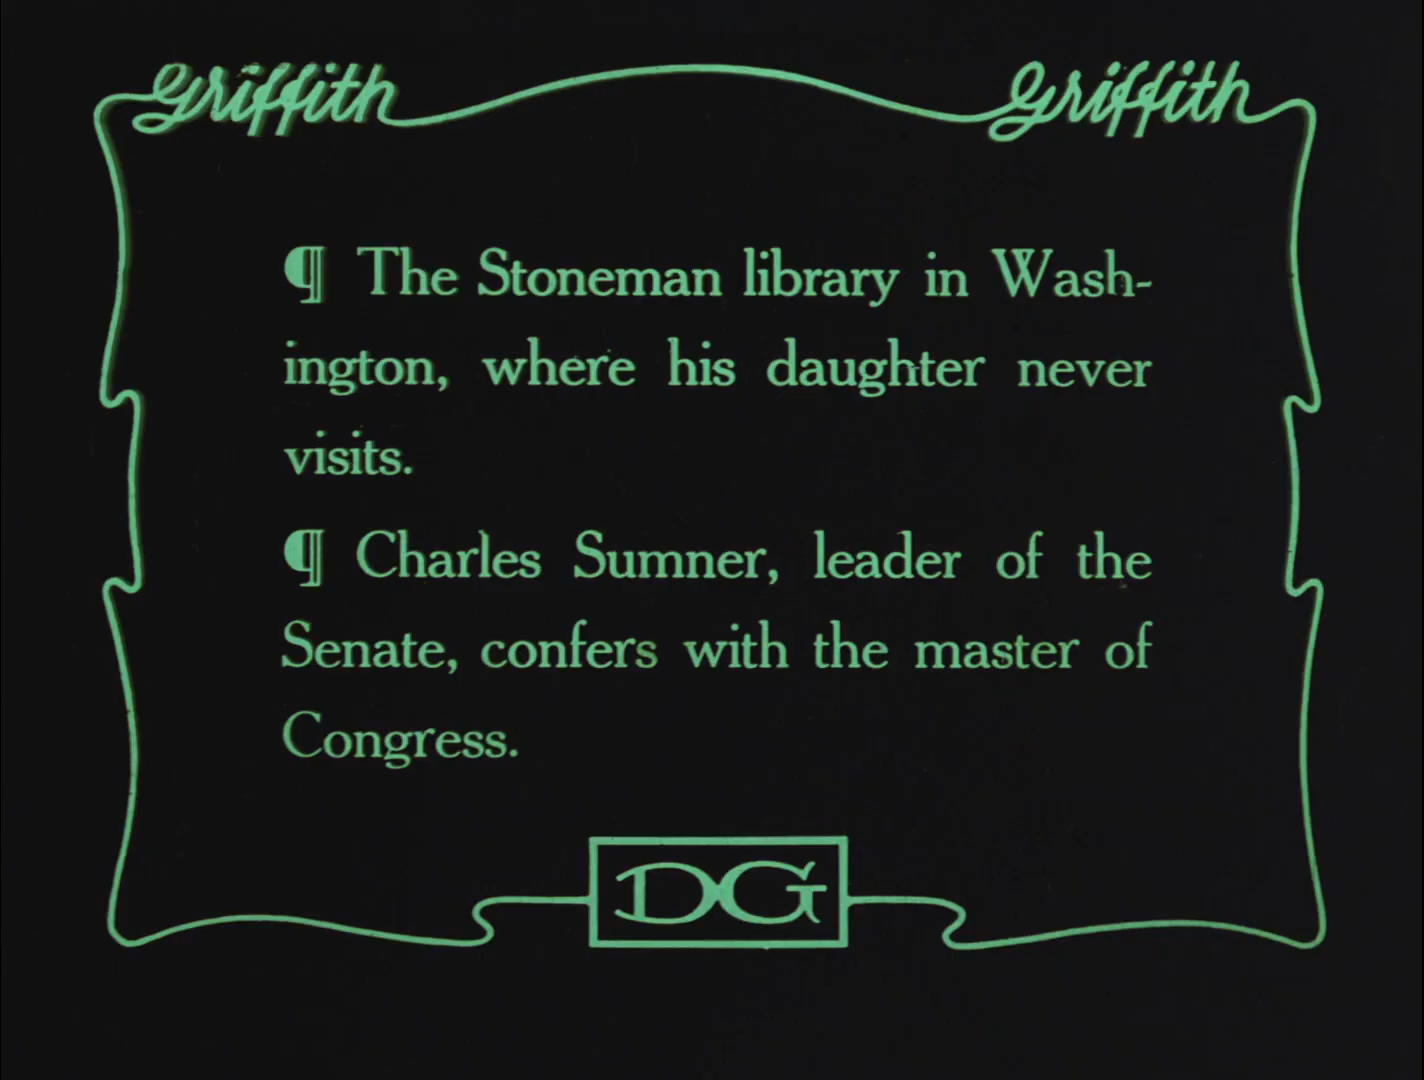 Griffith Griffith
¶ The Stoneman library in Wash-
ington, where his daughter never
visits.
¶ Charles Sumner, leader of the
Senate, confers with the master of
Congress.
DG